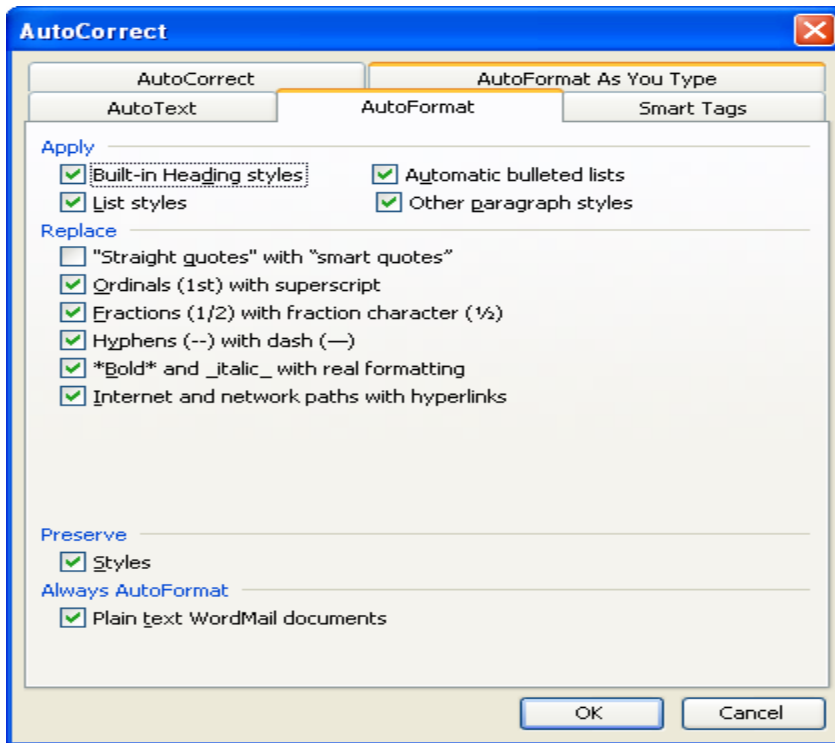 AutoCorrect
AutoCorrect AutoFormat As You Type
AutoText AutoFormat Smart Tags
Apply
Built-in Heading styles Automatic bulleted lists
List styles Other paragraph styles
Replace
"Straight quotes" with “smart quotes”
Ordinals (1st) with superscript
Fractions (1/2) with fraction character (½)
Hyphens (--) with dash (—)
*Bold* and _italic_ with real formatting
Internet and network paths with hyperlinks
Preserve
Styles
Always AutoFormat
Plain text WordMail documents
OK Cancel